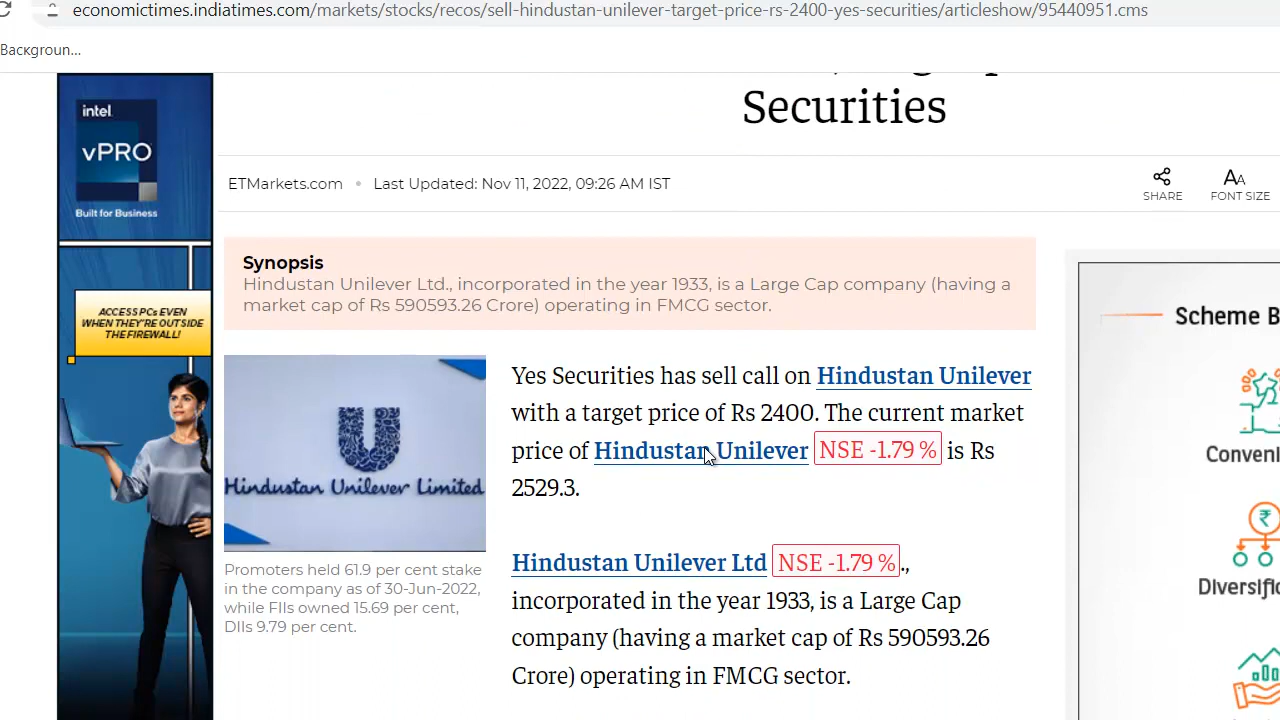 economictimes.indiatimes.com/markets/stocks/recos/sell-hindustan-unilever-target-price-rs-2400-yes-securities/articleshow/95440951.cms
Backgroun...
Securities
intel.
vPRO
Built for Business
ETMarkets.com • Last Updated: Nov 11, 2022, 09:26 AM IST
SHARE
FONT SIZE
Synopsis
Hindustan Unilever Ltd., incorporated in the year 1933, is a Large Cap company (having a
market cap of Rs 590593.26 Crore) operating in FMCG sector.
ACCESS PCs EVEN
WHEN THEY'RE OUTSIDE
THE FIREWALL!
Hindustan Unilever Limited
Promoters held 61.9 per cent stake
in the company as of 30-Jun-2022,
while FIIs owned 15.69 per cent,
DIIs 9.79 per cent.
Yes Securities has sell call on Hindustan Unilever
with a target price of Rs 2400. The current market
price of Hindustan Unilever NSE -1.79 % is Rs
2529.3.
Hindustan Unilever Ltd NSE -1.79 % .,
incorporated in the year 1933, is a Large Cap
company (having a market cap of Rs 590593.26
Crore) operating in FMCG sector.
Scheme B
Conveni
Diversific